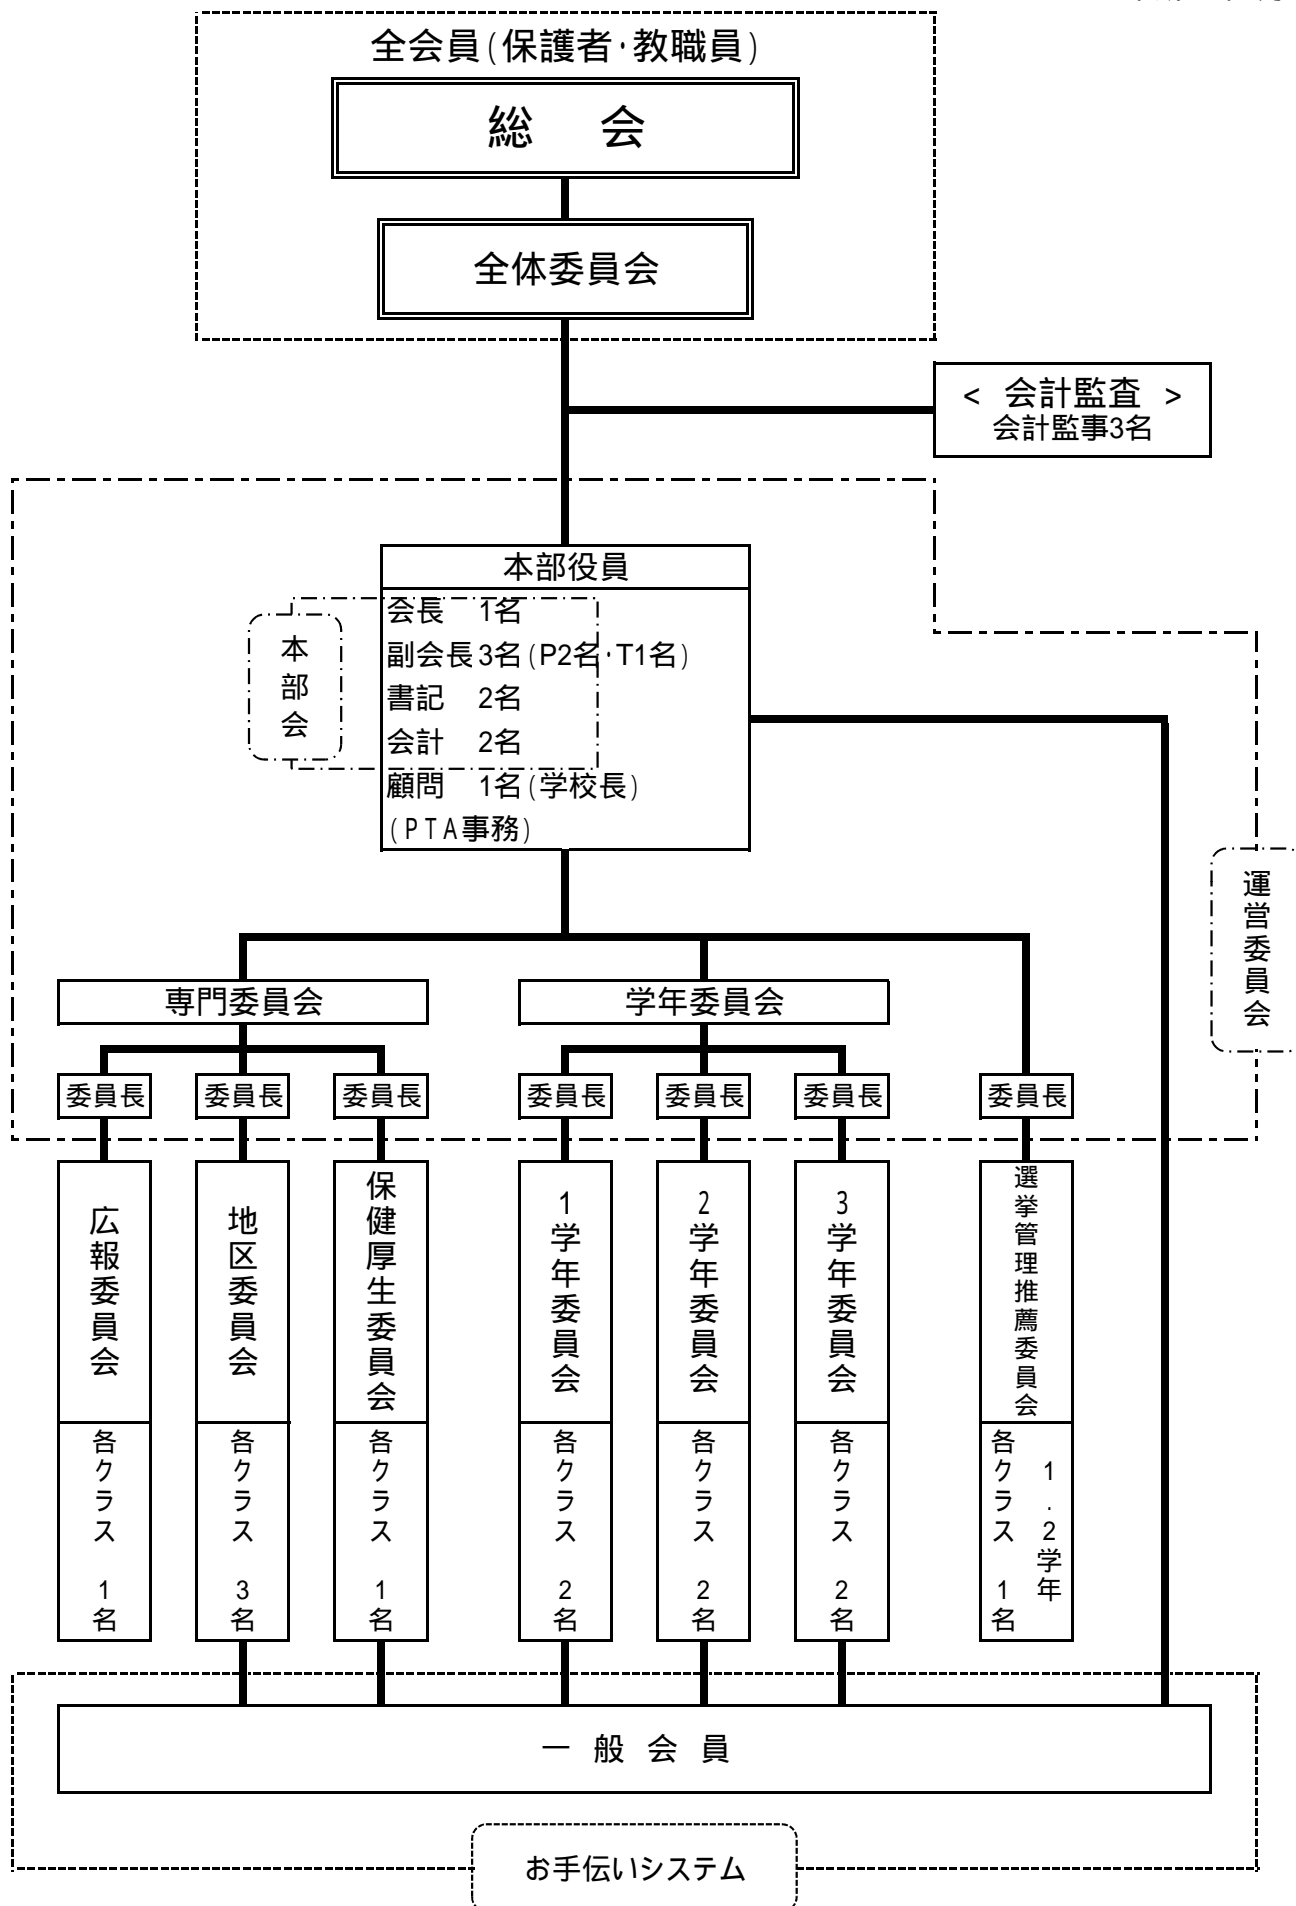 全会員(保護者・教職員)
総 会
全体委員会
< 会計監査 >
会計監事3名
本部役員
会長 1名
副会長3名(P2名・T1名)
書記 2名
会計 2名
顧問 1名(学校長)
(PTA事務)
本部会
運営委員会
専門委員会
学年委員会
委員長
委員長
委員長
委員長
委員長
委員長
委員長
広報委員会
地区委員会
保健厚生委員会
1学年委員会
2学年委員会
3学年委員会
選挙管理推薦委員会
各クラス 1名
各クラス 3名
各クラス 1名
各クラス 2名
各クラス 2名
各クラス 2名
1.2学年
各クラス 1名
一般会員
お手伝いシステム